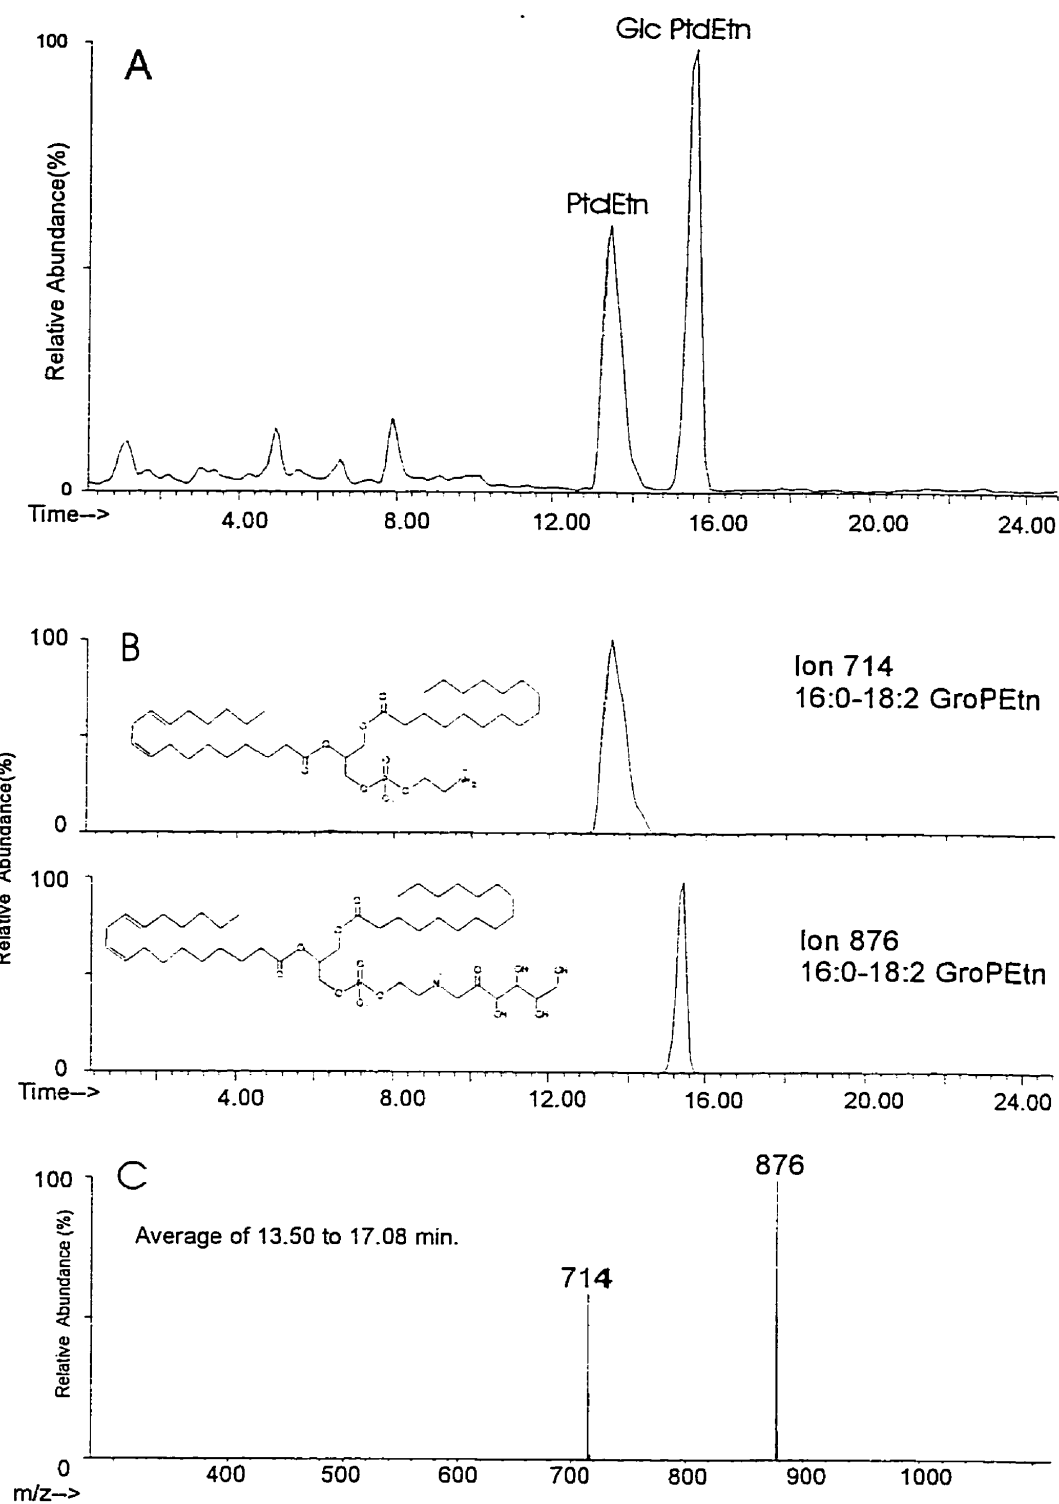 Glc PtdEtn
100
A
PtdEtn
Relative Abundance(%)
0
Time-->
4.00 8.00 12.00 16.00 20.00 24.00
100
B
Ion 714
16:0-18:2 GroPEtn
0
Relative Abundance(%)
100
Ion 876
16:0-18:2 GroPEtn
0
Time-->
4.00 8.00 12.00 16.00 20.00 24.00
100
C
876
Average of 13.50 to 17.08 min.
714
Relative Abundance (%)
0
400 500 600 700 800 900 1000
m/z-->